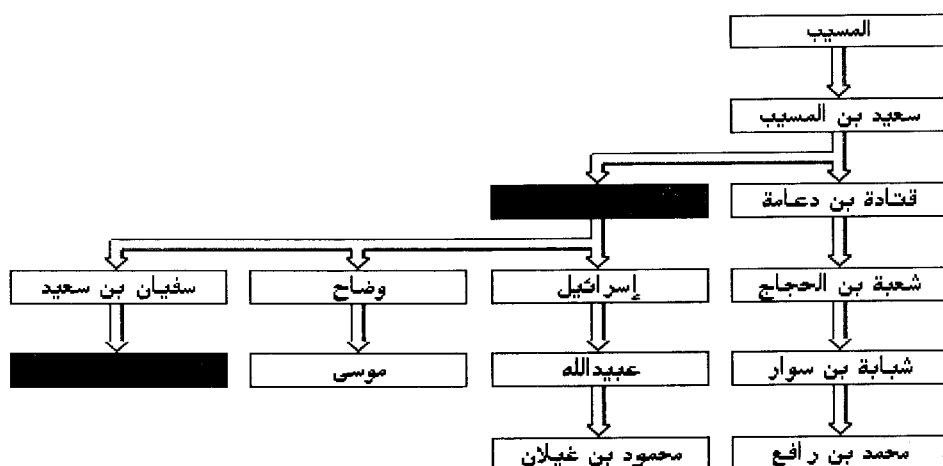 المسيب
سعيد بن المسيب
قتادة بن دعامة
شعبة بن الحجاج
إسرائيل
وضاح
سفيان بن سعيد
شبابة بن سوار
عبيدالله
موسى
محمد بن رافع
محمود بن غيلان